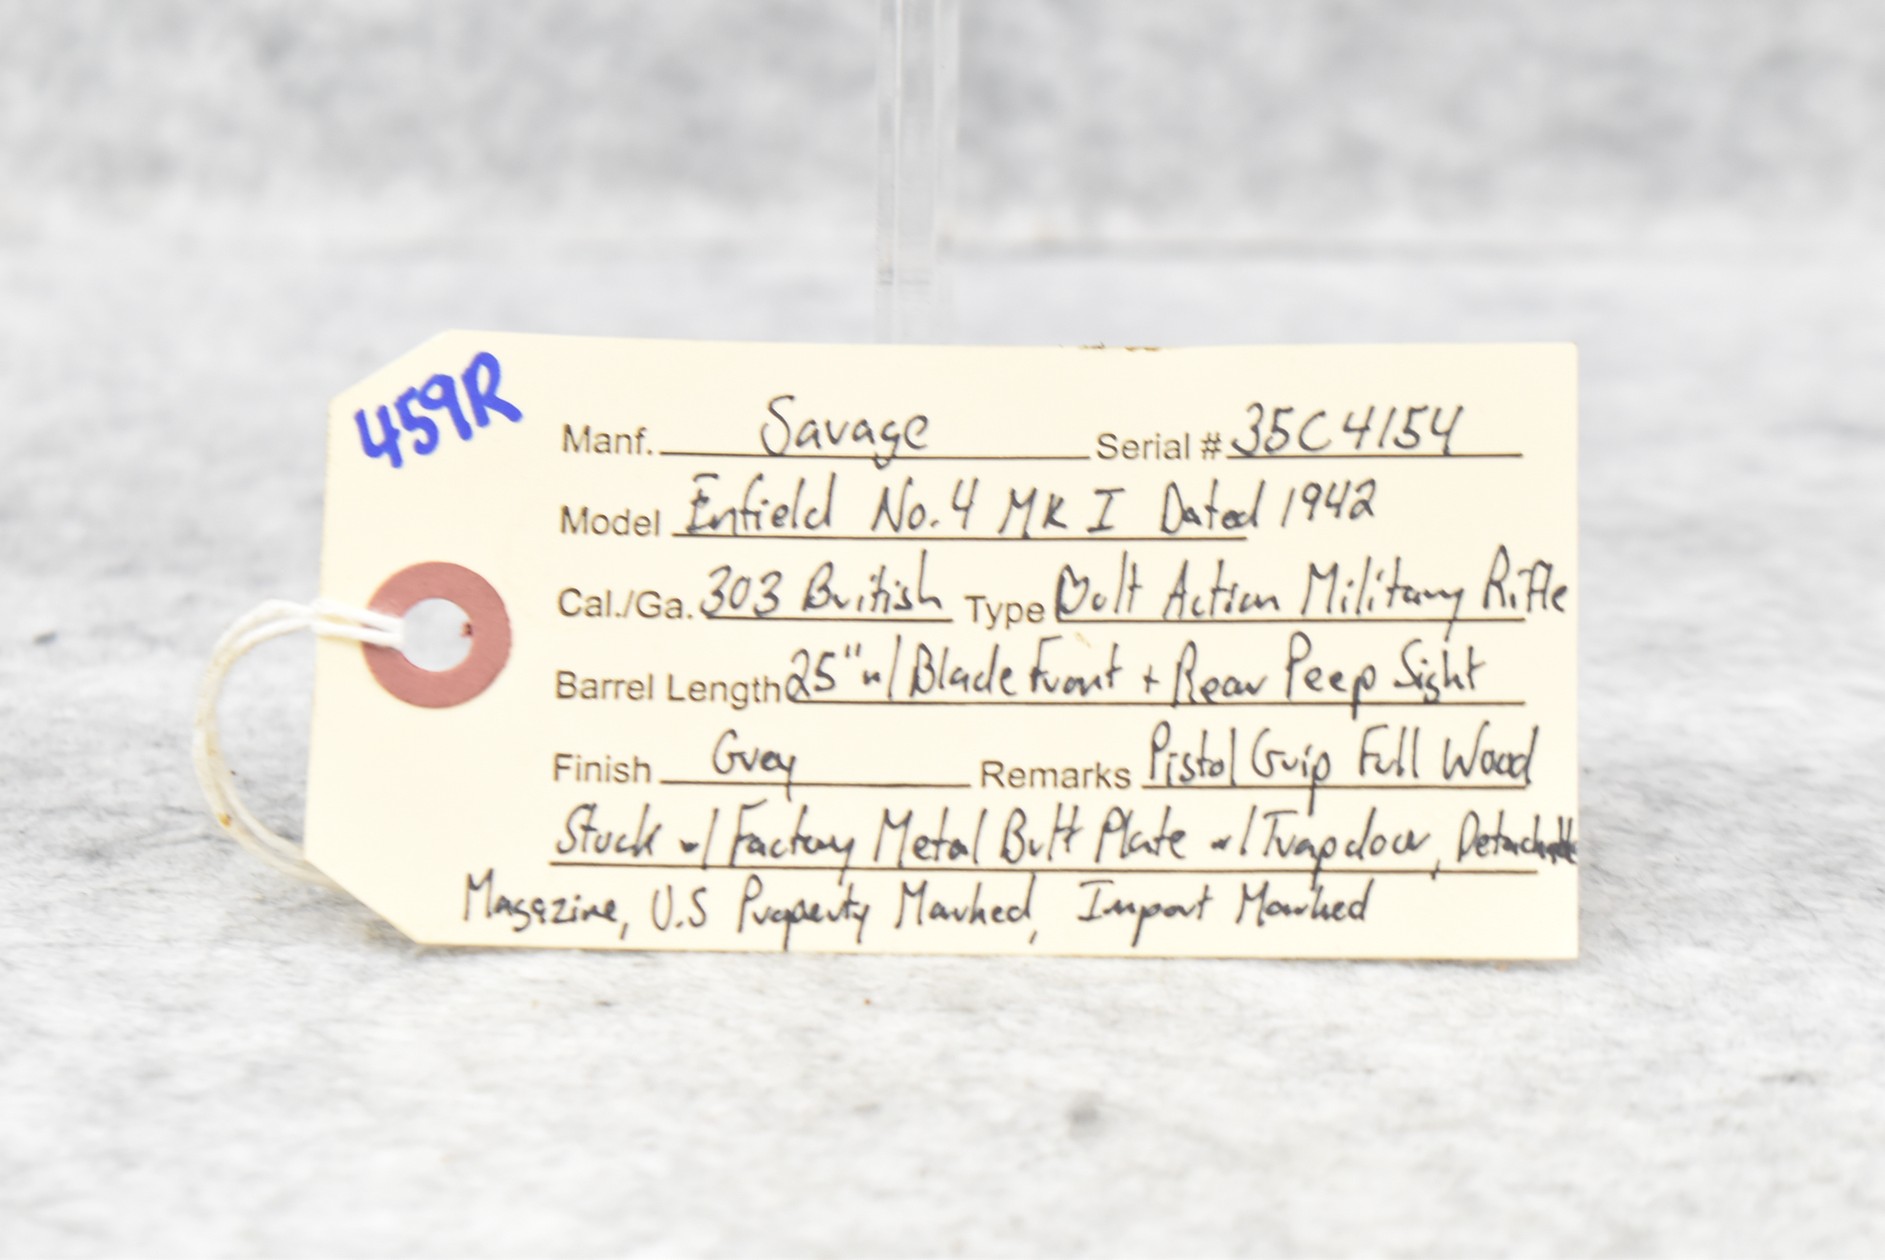 459R
Manf. Savage Serial # 35C4154
Model Enfield No. 4 MK I Dated 1942
Cal./Ga. 303 British Type Bolt Action Military Rifle
Barrel Length 25" w/ Blade Front + Rear Peep Sight
Finish Grey Remarks Pistol Grip Full Wood
Stock w/ Factory Metal Butt Plate w/ Trapdoor, Detachable
Magazine, U.S Property Marked, Import Marked